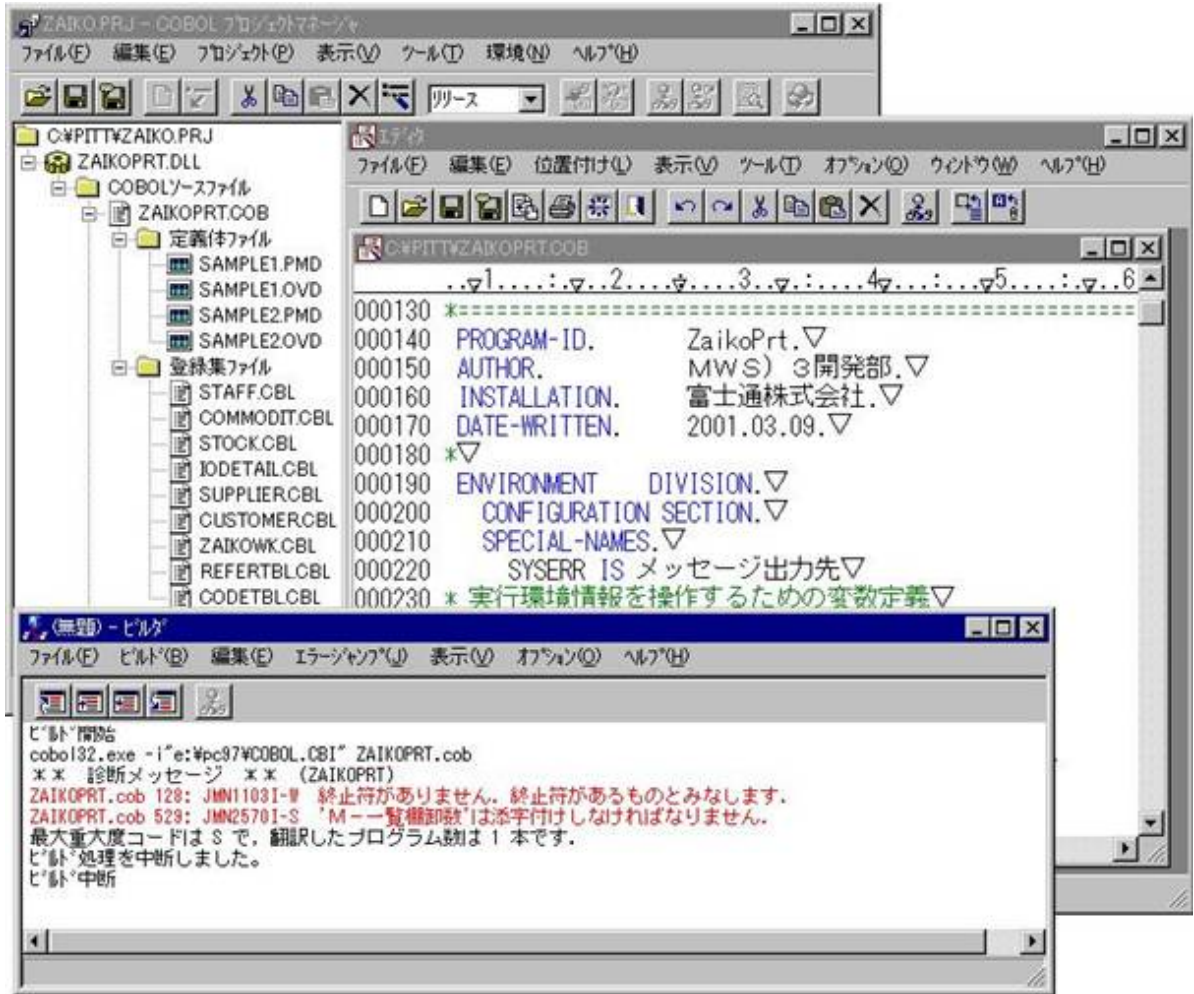 ZAIKO.PRJ - COBOL プロジェクトマネージャ
ファイル(F) 編集(E) プロジェクト(P) 表示(V) ツール(T) 環境(N) ヘルプ(H)
リリース
C:¥PITT¥ZAIKO.PRJ
ZAIKOPRT.DLL
COBOLソースファイル
ZAIKOPRT.COB
定義体ファイル
SAMPLE1.PMD
SAMPLE1.OVD
SAMPLE2.PMD
SAMPLE2.OVD
登録集ファイル
STAFF.CBL
COMMODIT.CBL
STOCK.CBL
IODETAIL.CBL
SUPPLIER.CBL
CUSTOMER.CBL
ZAIKOWK.CBL
REFERTBL.CBL
CODETBL.CBL
エディタ
ファイル(F) 編集(E) 位置付け(L) 表示(V) ツール(T) オプション(O) ウィンドウ(W) ヘルプ(H)
C:¥PITT¥ZAIKOPRT.COB
..▽1....:.▽..2....▽....3..▽.:....4▽...:...▽5....:.▽..6
000130 *====================================================
000140 PROGRAM-ID. ZaikoPrt.▽
000150 AUTHOR. MWS）3開発部.▽
000160 INSTALLATION. 富士通株式会社.▽
000170 DATE-WRITTEN. 2001.03.09.▽
000180 *▽
000190 ENVIRONMENT DIVISION.▽
000200 CONFIGURATION SECTION.▽
000210 SPECIAL-NAMES.▽
000220 SYSERR IS メッセージ出力先▽
000230 * 実行環境情報を操作するための変数定義▽
(無題) - ビルダ
ファイル(F) ビルド(B) 編集(E) エラージャンプ(J) 表示(V) オプション(O) ヘルプ(H)
ビルド開始
cobol32.exe -i"e:¥pc97¥COBOL.CBI" ZAIKOPRT.cob
＊＊ 診断メッセージ ＊＊ (ZAIKOPRT)
ZAIKOPRT.cob 128: JMN1103I-W 終止符がありません．終止符があるものとみなします．
ZAIKOPRT.cob 529: JMN2570I-S 'Ｍ－一覧棚卸数'は添字付けしなければなりません．
最大重大度コードは S で，翻訳したプログラム数は 1 本です．
ビルド処理を中断しました。
ビルド中断